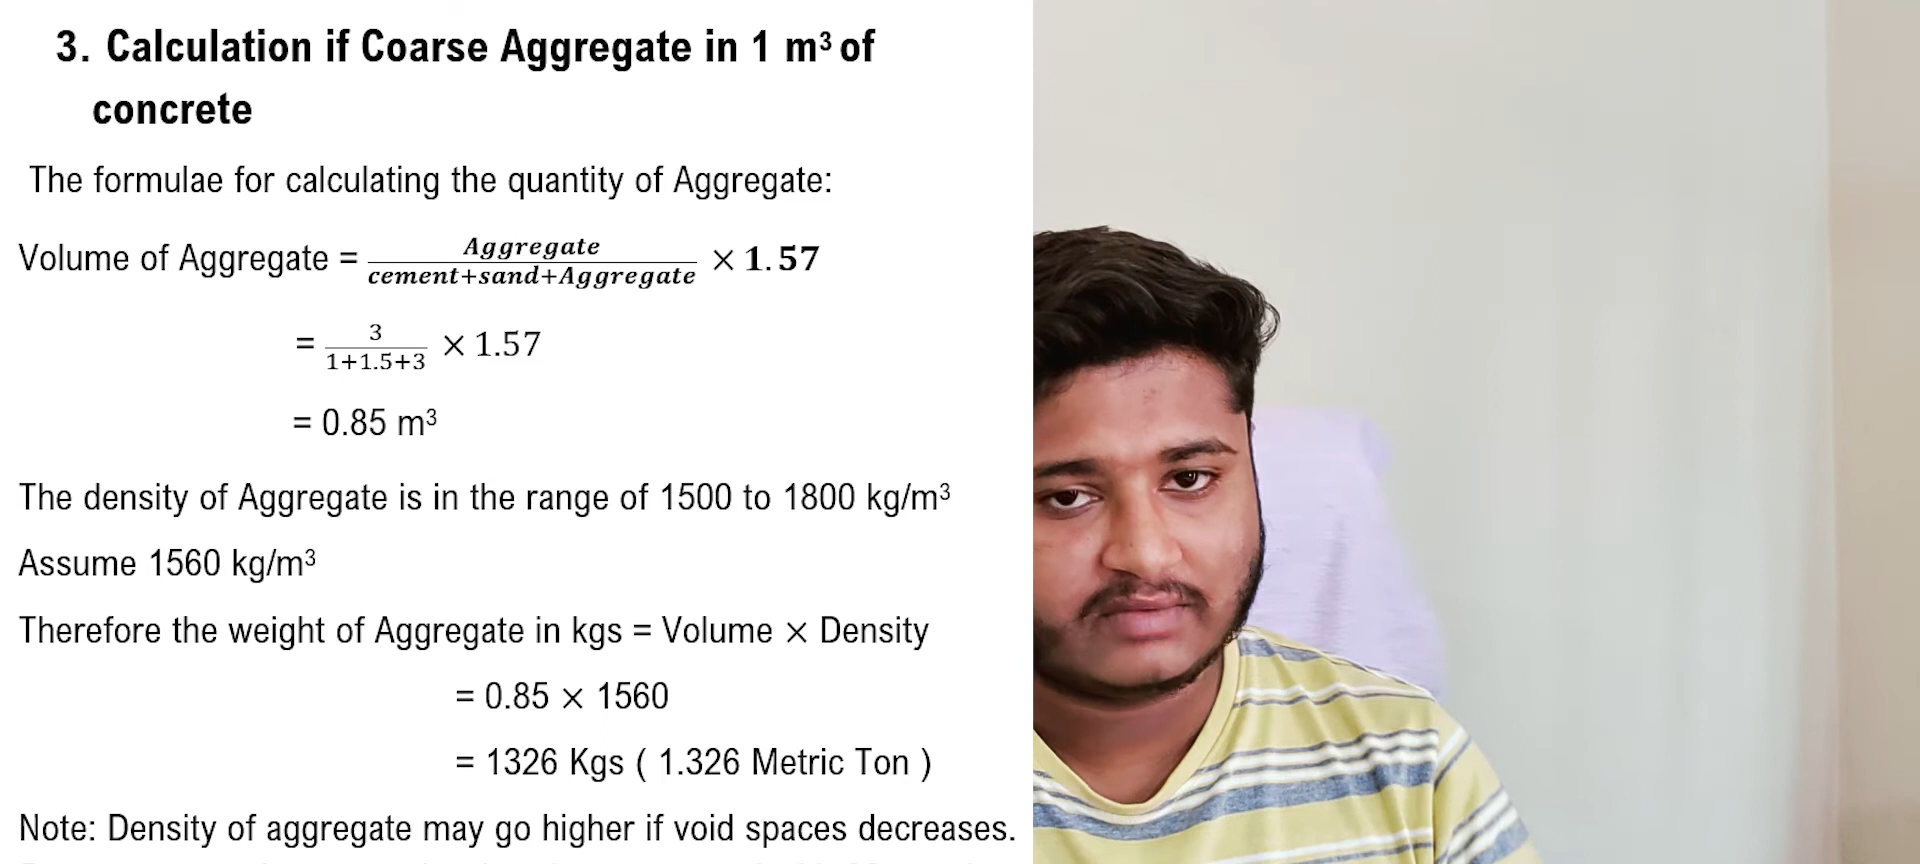 3. Calculation if Coarse Aggregate in 1 m³ of
concrete
The formulae for calculating the quantity of Aggregate:
Volume of Aggregate = Aggregate / cement+sand+Aggregate × 1.57
= 3 / 1+1.5+3 × 1.57
= 0.85 m³
The density of Aggregate is in the range of 1500 to 1800 kg/m³
Assume 1560 kg/m³
Therefore the weight of Aggregate in kgs = Volume × Density
= 0.85 × 1560
= 1326 Kgs ( 1.326 Metric Ton )
Note: Density of aggregate may go higher if void spaces decreases.